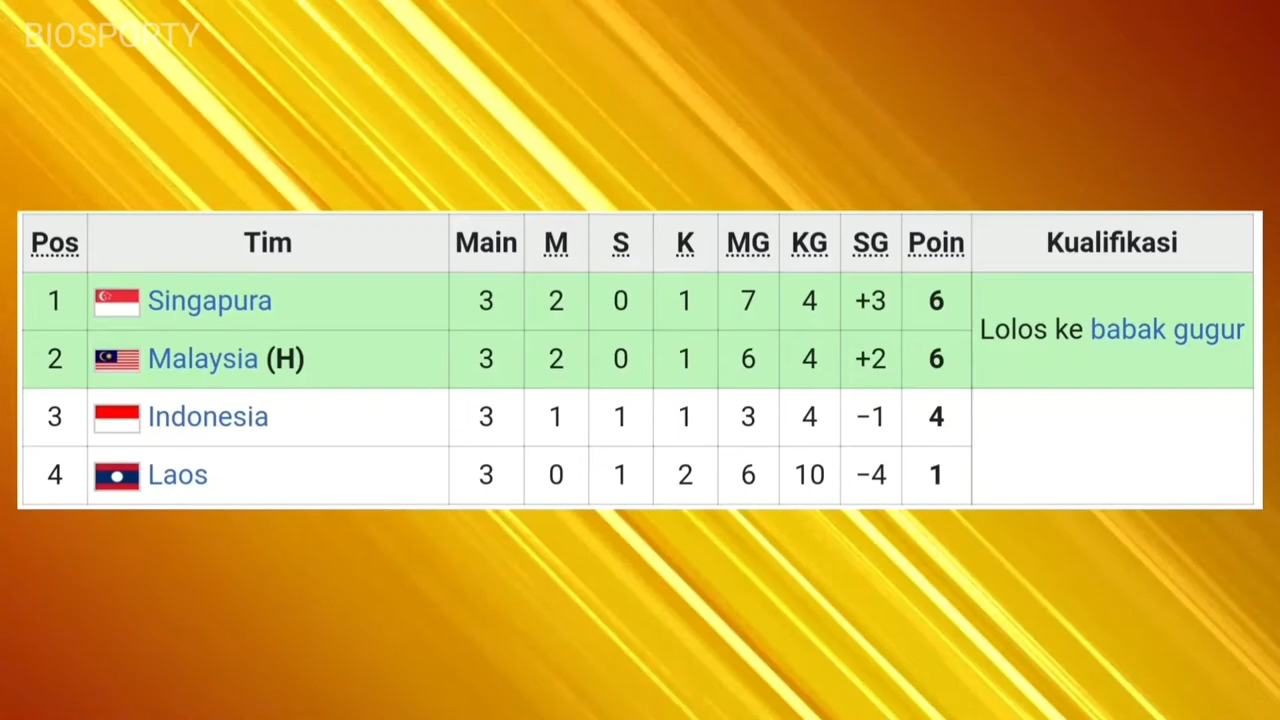 BIOSPORTY
Pos Tim Main M S K MG KG SG Poin Kualifikasi
1 Singapura 3 2 0 1 7 4 +3 6 Lolos ke babak gugur
2 Malaysia (H) 3 2 0 1 6 4 +2 6
3 Indonesia 3 1 1 1 3 4 −1 4
4 Laos 3 0 1 2 6 10 −4 1